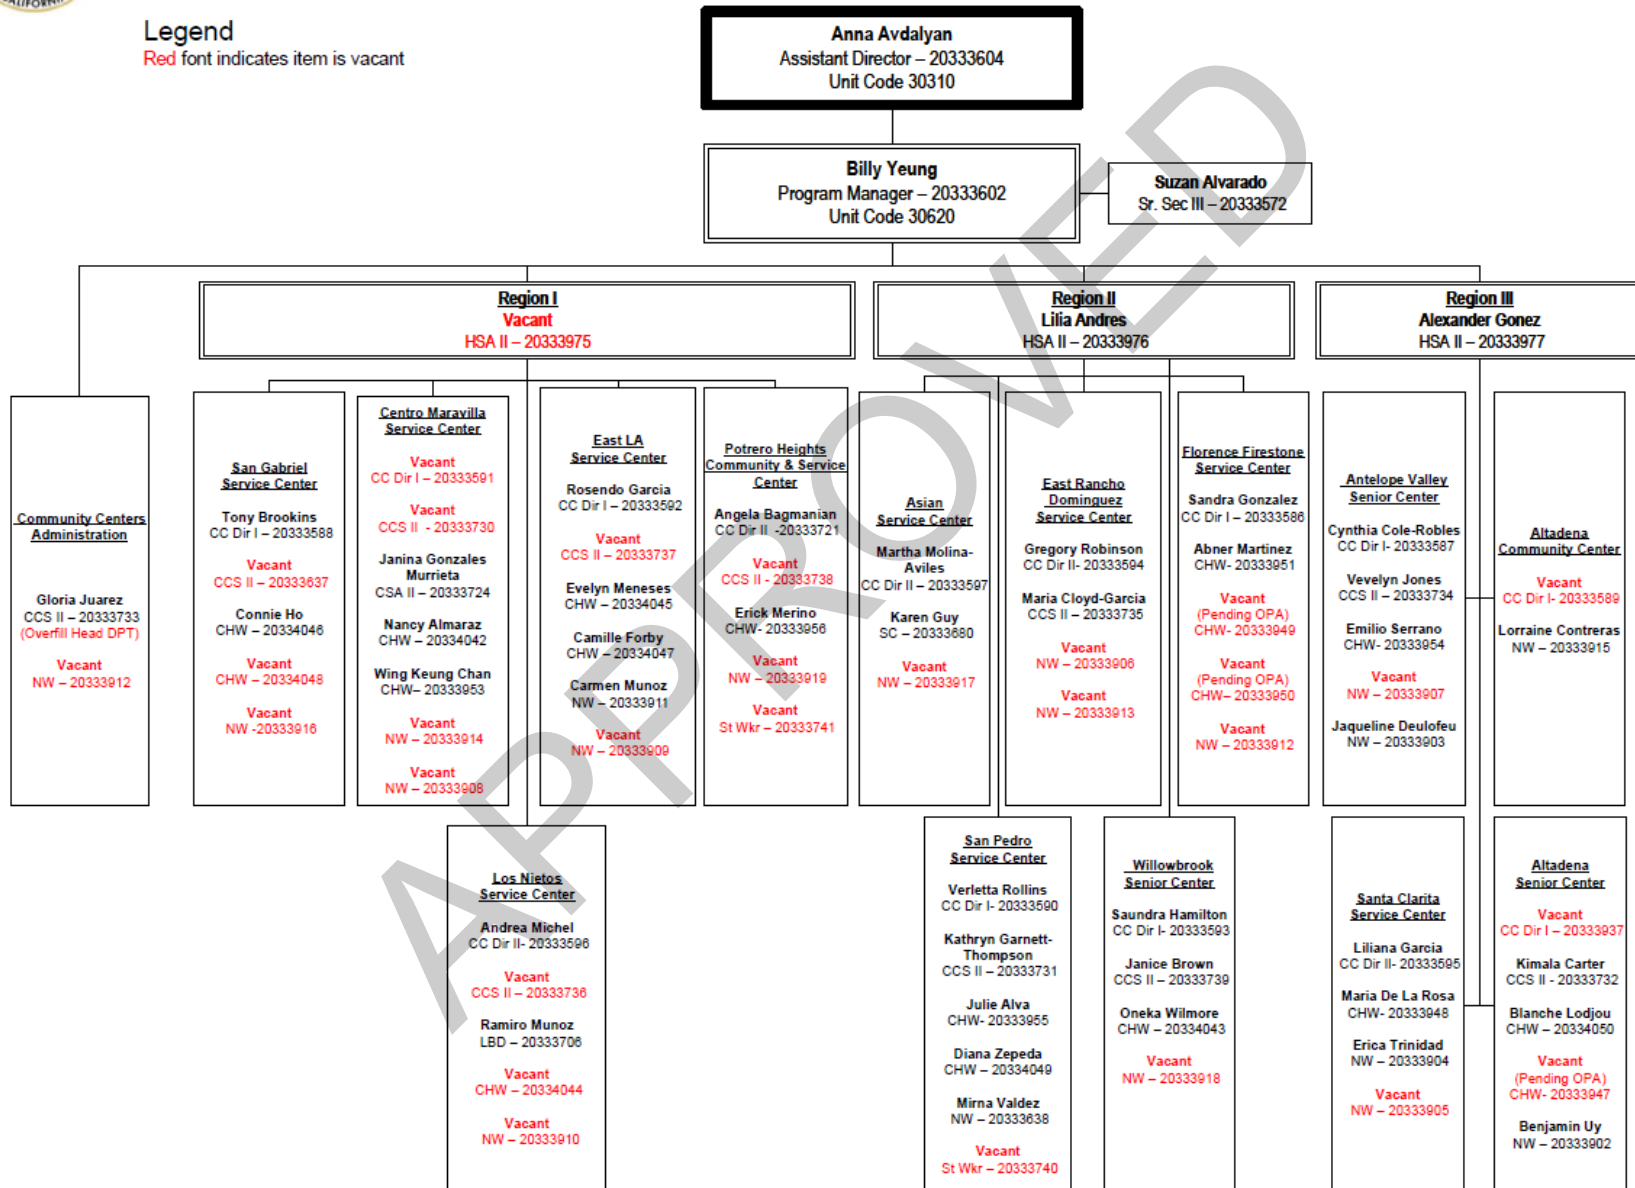 CALIFORNIA
Legend
Red font indicates item is vacant
Anna Avdalyan
Assistant Director – 20333604
Unit Code 30310
Billy Yeung
Program Manager – 20333602
Unit Code 30620
Suzan Alvarado
Sr. Sec III – 20333572
Region I
Vacant
HSA II – 20333975
Region II
Lilia Andres
HSA II – 20333976
Region III
Alexander Gonez
HSA II – 20333977
Community Centers
Administration
Gloria Juarez
CCS II – 20333733
(Overfill Head DPT)
Vacant
NW – 20333912
San Gabriel
Service Center
Tony Brookins
CC Dir I – 20333588
Vacant
CCS II – 20333637
Connie Ho
CHW – 20334046
Vacant
CHW – 20334048
Vacant
NW -20333916
Centro Maravilla
Service Center
Vacant
CC Dir I – 20333591
Vacant
CCS II - 20333730
Janina Gonzales
Murrieta
CSA II – 20333724
Nancy Almaraz
CHW – 20334042
Wing Keung Chan
CHW– 20333953
Vacant
NW – 20333914
Vacant
NW – 20333908
East LA
Service Center
Rosendo Garcia
CC Dir I – 20333592
Vacant
CCS II – 20333737
Evelyn Meneses
CHW – 20334045
Camille Forby
CHW – 20334047
Carmen Munoz
NW – 20333911
Vacant
NW – 20333909
Potrero Heights
Community & Service
Center
Angela Bagmanian
CC Dir II -20333721
Vacant
CCS II - 20333738
Erick Merino
CHW- 20333956
Vacant
NW – 20333919
Vacant
St Wkr – 20333741
Asian
Service Center
Martha Molina-
Aviles
CC Dir II – 20333597
Karen Guy
SC – 20333680
Vacant
NW – 20333917
East Rancho
Dominguez
Service Center
Gregory Robinson
CC Dir II- 20333594
Maria Cloyd-Garcia
CCS II – 20333735
Vacant
NW – 20333906
Vacant
NW – 20333913
Florence Firestone
Service Center
Sandra Gonzalez
CC Dir I – 20333586
Abner Martinez
CHW- 20333951
Vacant
(Pending OPA)
CHW- 20333949
Vacant
(Pending OPA)
CHW– 20333950
Vacant
NW – 20333912
Antelope Valley
Senior Center
Cynthia Cole-Robles
CC Dir I- 20333587
Vevelyn Jones
CCS II – 20333734
Emilio Serrano
CHW- 20333954
Vacant
NW – 20333907
Jaqueline Deulofeu
NW – 20333903
Altadena
Community Center
Vacant
CC Dir I- 20333589
Lorraine Contreras
NW – 20333915
Los Nietos
Service Center
Andrea Michel
CC Dir II- 20333596
Vacant
CCS II – 20333736
Ramiro Munoz
LBD – 20333706
Vacant
CHW – 20334044
Vacant
NW – 20333910
San Pedro
Service Center
Verletta Rollins
CC Dir I- 20333590
Kathryn Garnett-
Thompson
CCS II – 20333731
Julie Alva
CHW- 20333955
Diana Zepeda
CHW – 20334049
Mirna Valdez
NW – 20333638
Vacant
St Wkr – 20333740
Willowbrook
Senior Center
Saundra Hamilton
CC Dir I- 20333593
Janice Brown
CCS II – 20333739
Oneka Wilmore
CHW – 20334043
Vacant
NW – 20333918
Santa Clarita
Service Center
Liliana Garcia
CC Dir II- 20333595
Maria De La Rosa
CHW- 20333948
Erica Trinidad
NW – 20333904
Vacant
NW – 20333905
Altadena
Senior Center
Vacant
CC Dir I – 20333937
Kimala Carter
CCS II - 20333732
Blanche Lodjou
CHW – 20334050
Vacant
(Pending OPA)
CHW- 20333947
Benjamin Uy
NW – 20333902
APPROVED